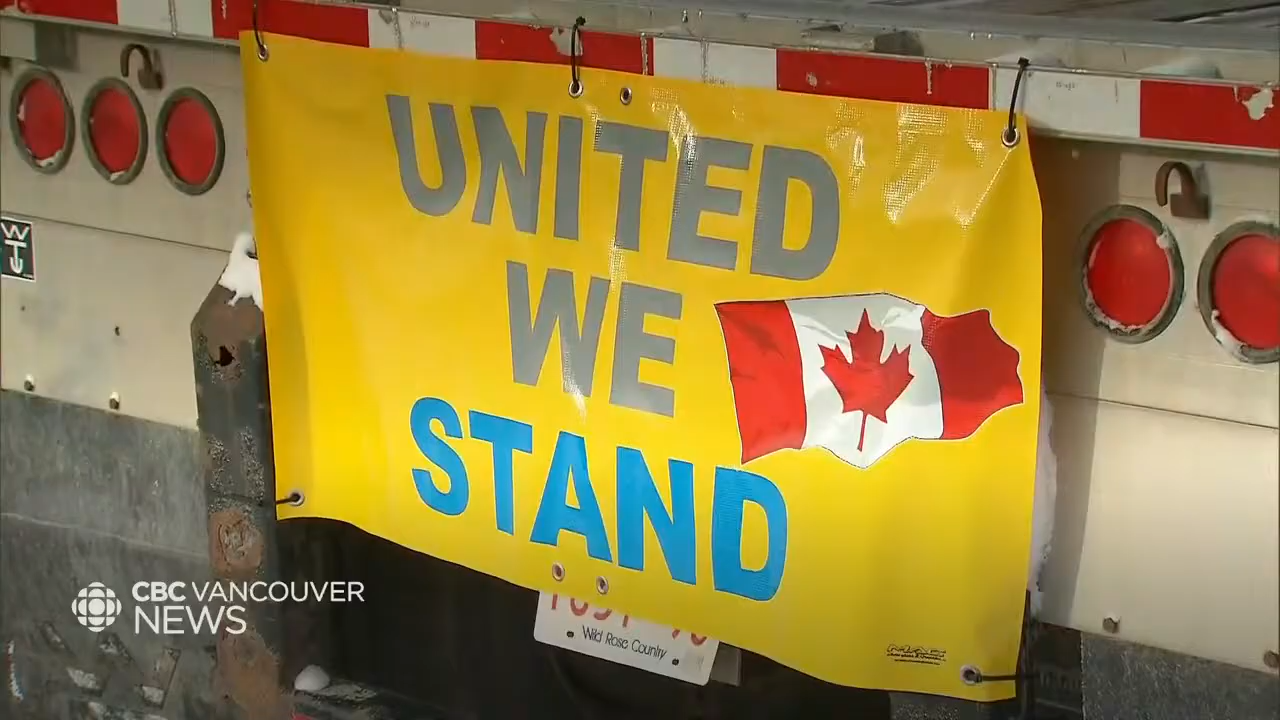 UNITED
WE
STAND
W
T
Wild Rose Country
CBC VANCOUVER
NEWS